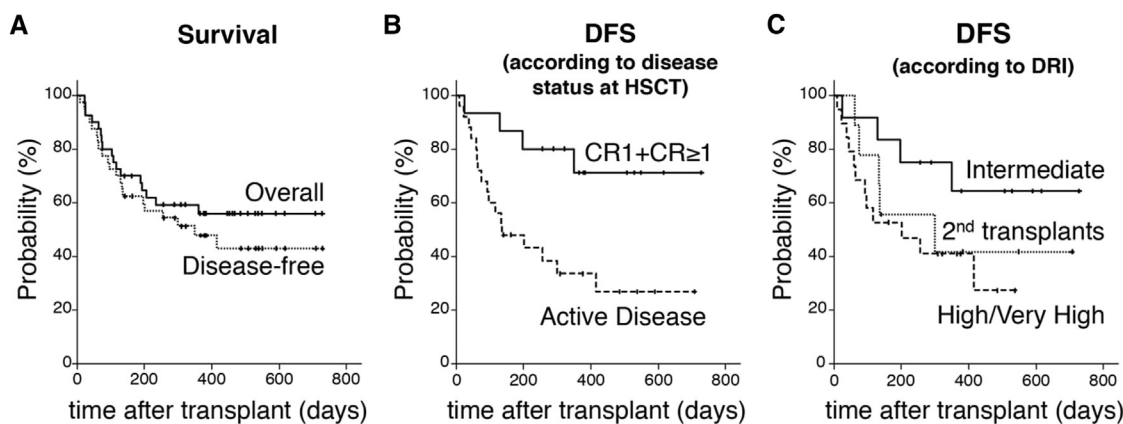 A
Survival
Probability (%)
100
80
60
40
20
0
Overall
Disease-free
0 200 400 600 800
time after transplant (days)
B
DFS
(according to disease
status at HSCT)
Probability (%)
100
80
60
40
20
0
CR1+CR≥1
Active Disease
0 200 400 600 800
time after transplant (days)
C
DFS
(according to DRI)
Probability (%)
100
80
60
40
20
0
Intermediate
2nd transplants
High/Very High
0 200 400 600 800
time after transplant (days)